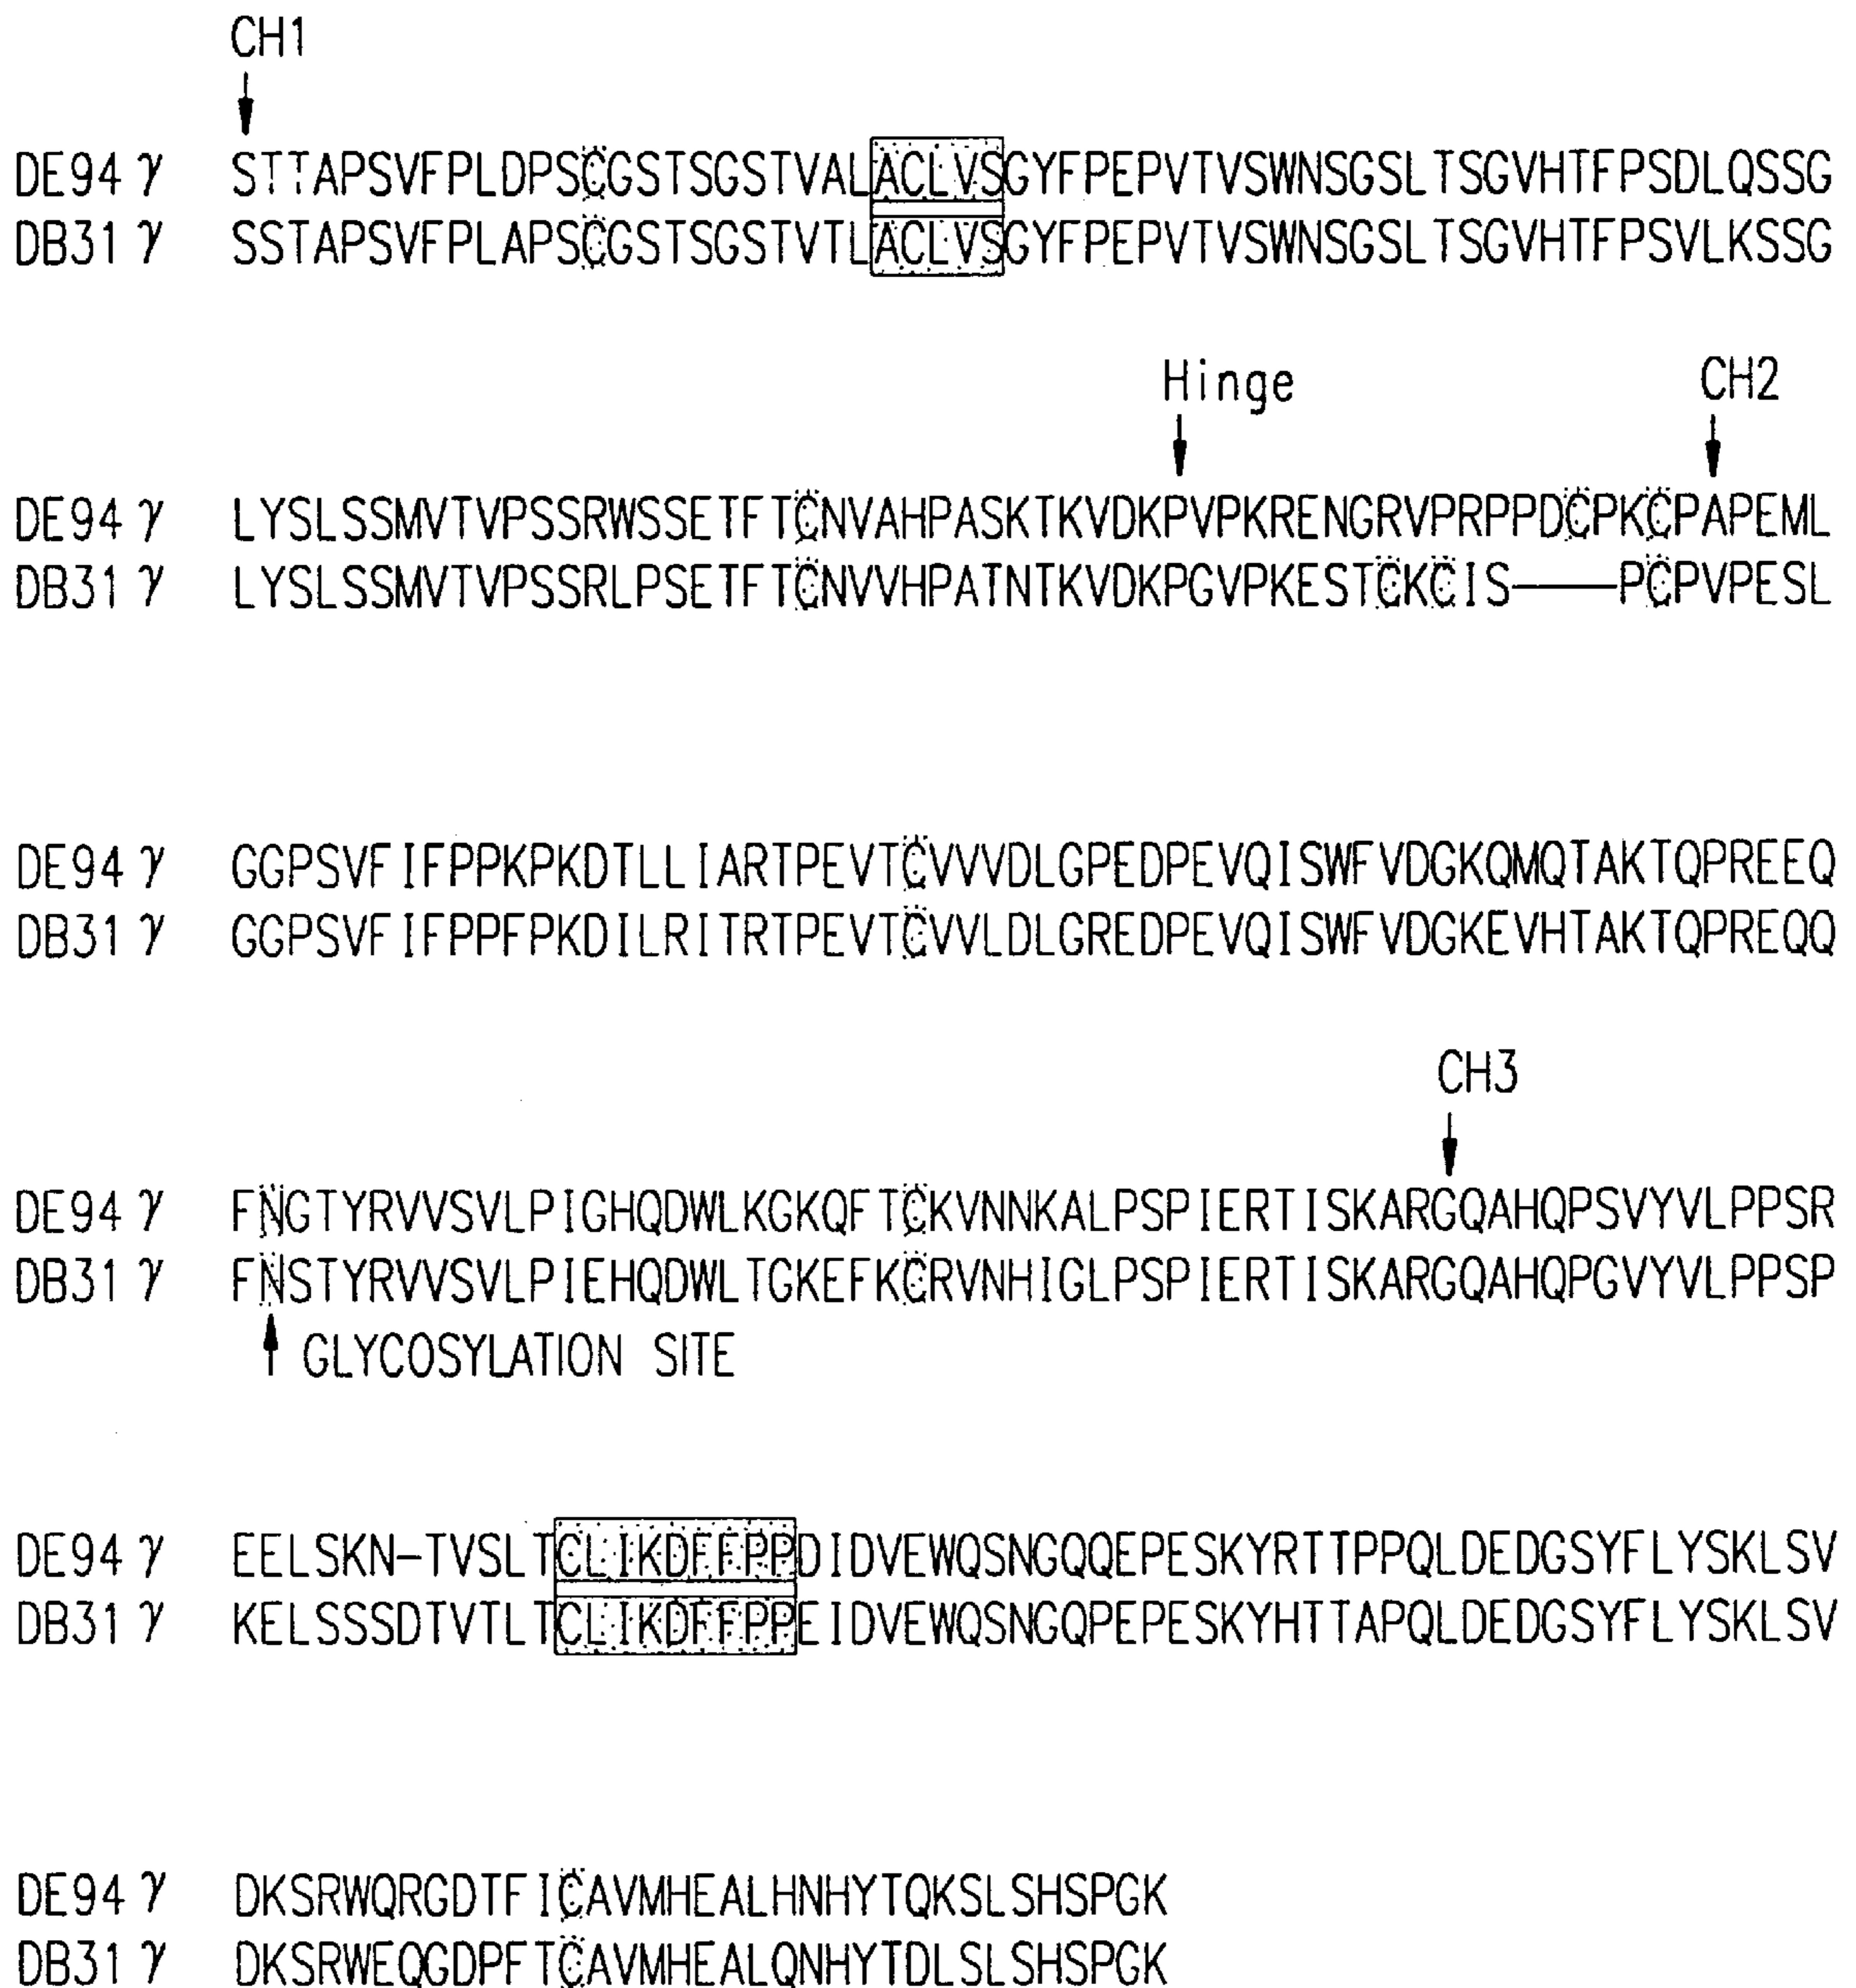 CH1
DE94 γ STTAPSVFPLDPSCGSTSGSTVALACLVSGYFPEPVTVSWNSGSLTSGVHTFPSDLQSSG
DB31 γ SSTAPSVFPLAPSCGSTSGSTVTLACLVSGYFPEPVTVSWNSGSLTSGVHTFPSVLKSSG
Hinge CH2
DE94 γ LYSLSSMVTVPSSRWSSETFTCNVAHPASKTKVDKPVPKRENGRVPRPPDCPKCPAPEML
DB31 γ LYSLSSMVTVPSSRLPSETFTCNVVHPATNTKVDKPGVPKESTCKCIS————PCPVPESL
DE94 γ GGPSVFIFPPKPKDTLLIARTPEVTCVVVDLGPEDPEVQISWFVDGKQMQTAKTQPREEQ
DB31 γ GGPSVFIFPPFPKDILRITRTPEVTCVVLDLGREDPEVQISWFVDGKEVHTAKTQPREQQ
CH3
DE94 γ FNGTYRVVSVLPIGHQDWLKGKQFTCKVNNKALPSPIERTISKARGQAHQPSVYVLPPSR
DB31 γ FNSTYRVVSVLPIEHQDWLTGKEFKCRVNHIGLPSPIERTISKARGQAHQPGVYVLPPSP
GLYCOSYLATION SITE
DE94 γ EELSKN-TVSLTCLIKDFFPPDIDVEWQSNGQQEPESKYRTTPPQLDEDGSYFLYSKLSV
DB31 γ KELSSSDTVTLTCLIKDFFPPEIDVEWQSNGQPEPESKYHTTAPQLDEDGSYFLYSKLSV
DE94 γ DKSRWQRGDTFICAVMHEALHNHYTQKSLSHSPGK
DB31 γ DKSRWEQGDPFTCAVMHEALQNHYTDLSLSHSPGK